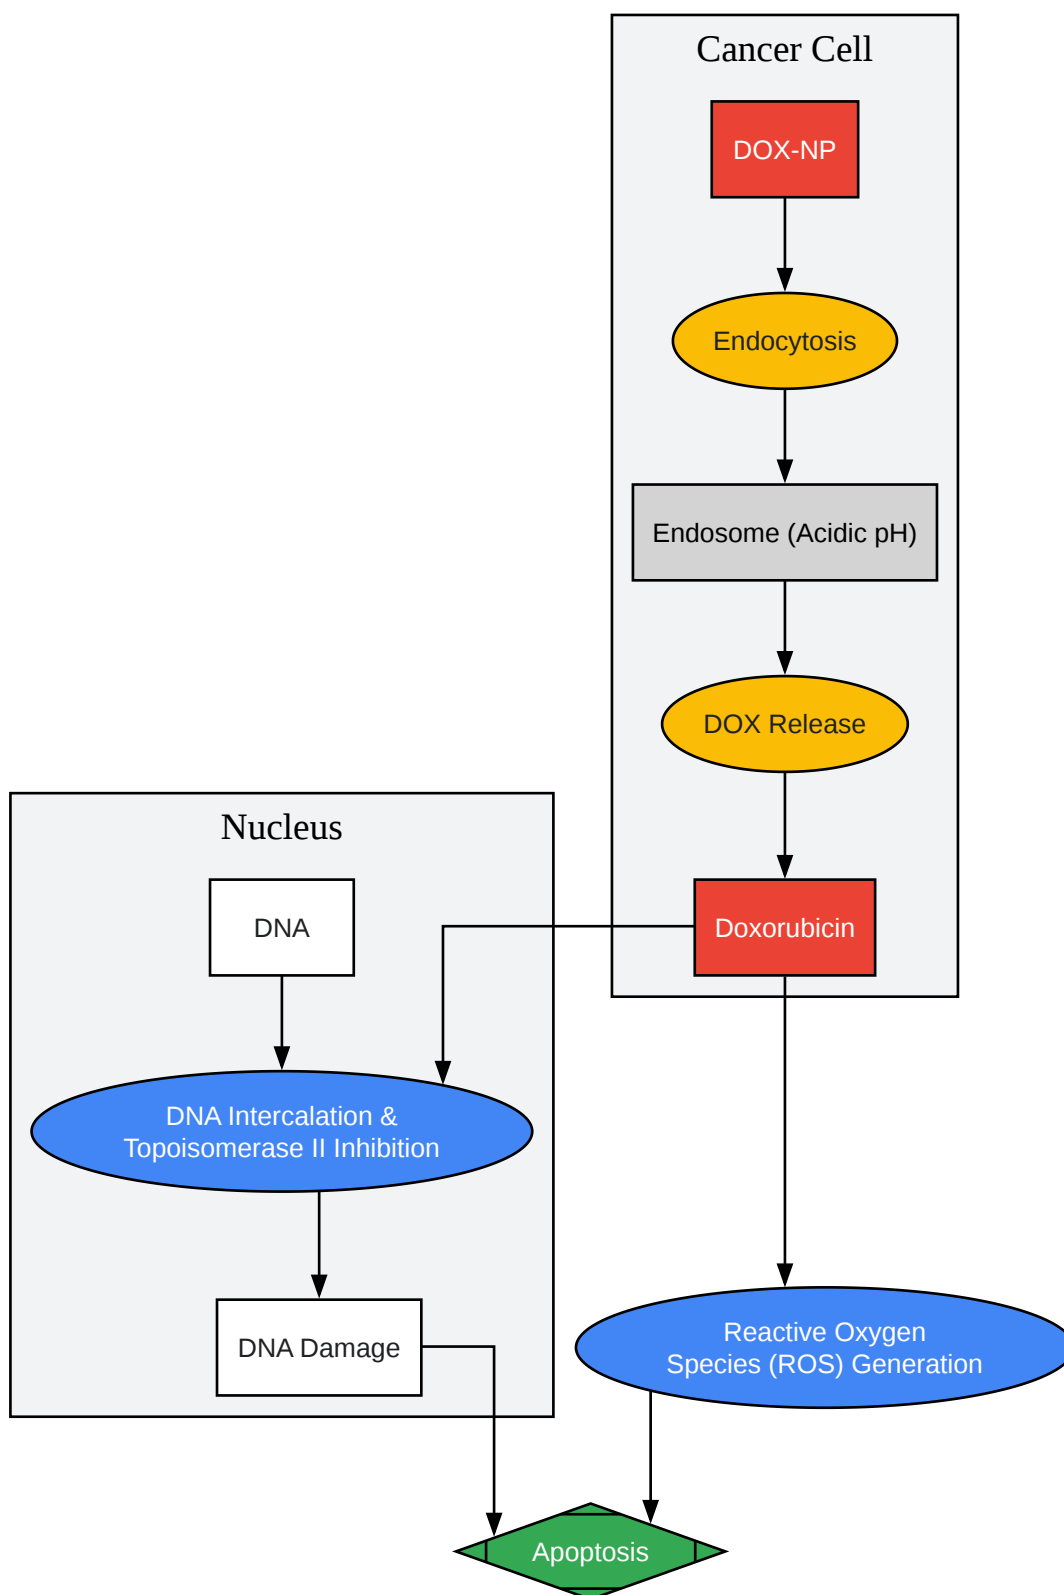 Cancer Cell
DOX-NP
Endocytosis
Endosome (Acidic pH)
DOX Release
Nucleus
DNA
Doxorubicin
DNA Intercalation &
Topoisomerase II Inhibition
DNA Damage
Reactive Oxygen
Species (ROS) Generation
Apoptosis